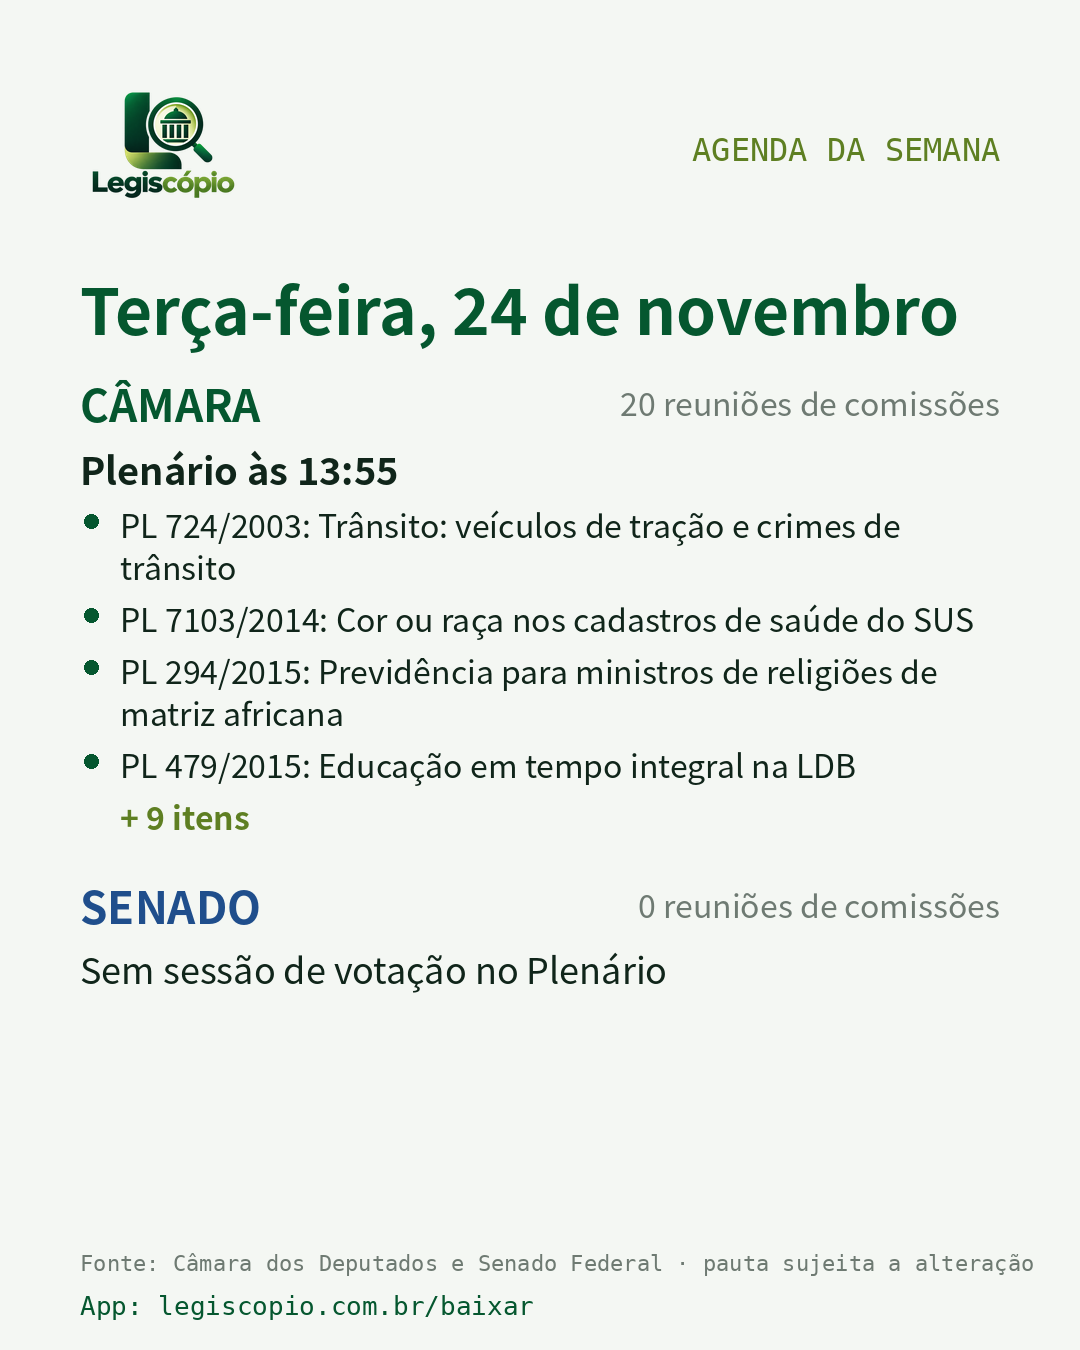 Legiscópio
AGENDA DA SEMANA
Terça-feira, 24 de novembro
CÂMARA
20 reuniões de comissões
Plenário às 13:55
PL 724/2003: Trânsito: veículos de tração e crimes de
trânsito
PL 7103/2014: Cor ou raça nos cadastros de saúde do SUS
PL 294/2015: Previdência para ministros de religiões de
matriz africana
PL 479/2015: Educação em tempo integral na LDB
+ 9 itens
SENADO
0 reuniões de comissões
Sem sessão de votação no Plenário
Fonte: Câmara dos Deputados e Senado Federal · pauta sujeita a alteração
App: legiscopio.com.br/baixar